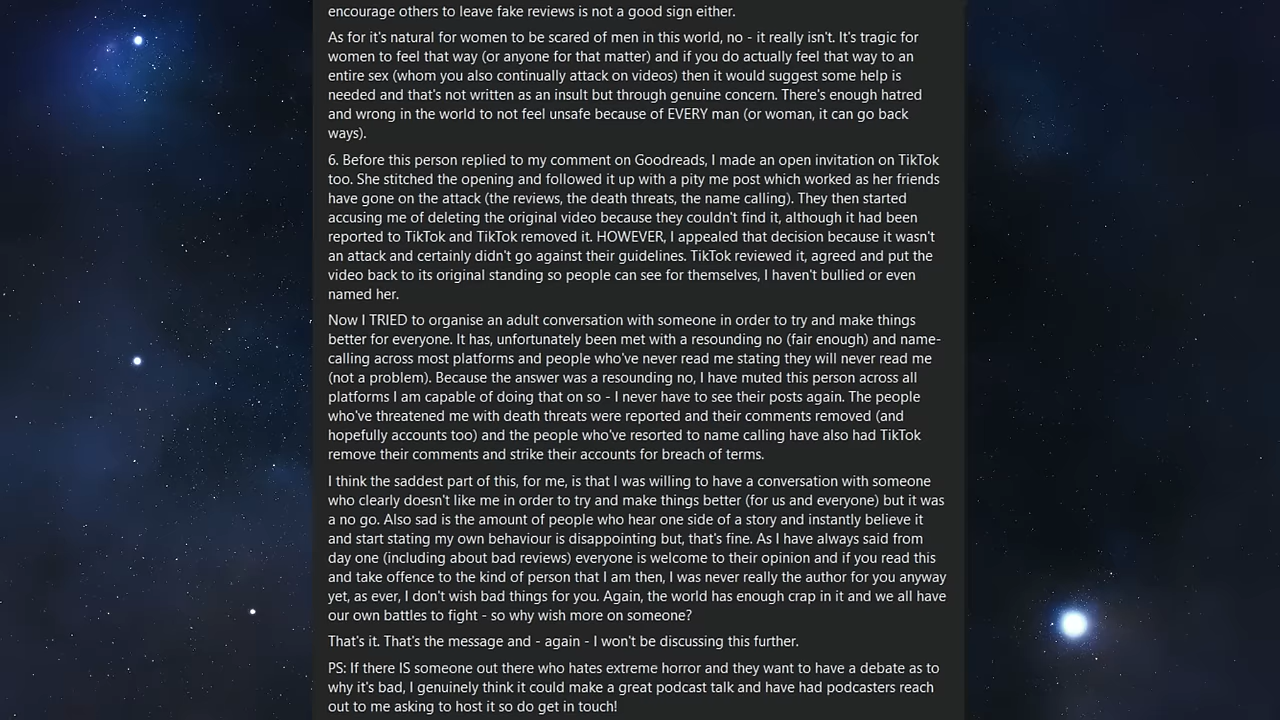 encourage others to leave fake reviews is not a good sign either.
As for it's natural for women to be scared of men in this world, no - it really isn't. It's tragic for
women to feel that way (or anyone for that matter) and if you do actually feel that way to an
entire sex (whom you also continually attack on videos) then it would suggest some help is
needed and that's not written as an insult but through genuine concern. There's enough hatred
and wrong in the world to not feel unsafe because of EVERY man (or woman, it can go back
ways).
6. Before this person replied to my comment on Goodreads, I made an open invitation on TikTok
too. She stitched the opening and followed it up with a pity me post which worked as her friends
have gone on the attack (the reviews, the death threats, the name calling). They then started
accusing me of deleting the original video because they couldn't find it, although it had been
reported to TikTok and TikTok removed it. HOWEVER, I appealed that decision because it wasn't
an attack and certainly didn't go against their guidelines. TikTok reviewed it, agreed and put the
video back to its original standing so people can see for themselves, I haven't bullied or even
named her.
Now I TRIED to organise an adult conversation with someone in order to try and make things
better for everyone. It has, unfortunately been met with a resounding no (fair enough) and name-
calling across most platforms and people who've never read me stating they will never read me
(not a problem). Because the answer was a resounding no, I have muted this person across all
platforms I am capable of doing that on so - I never have to see their posts again. The people
who've threatened me with death threats were reported and their comments removed (and
hopefully accounts too) and the people who've resorted to name calling have also had TikTok
remove their comments and strike their accounts for breach of terms.
I think the saddest part of this, for me, is that I was willing to have a conversation with someone
who clearly doesn't like me in order to try and make things better (for us and everyone) but it was
a no go. Also sad is the amount of people who hear one side of a story and instantly believe it
and start stating my own behaviour is disappointing but, that's fine. As I have always said from
day one (including about bad reviews) everyone is welcome to their opinion and if you read this
and take offence to the kind of person that I am then, I was never really the author for you anyway
yet, as ever, I don't wish bad things for you. Again, the world has enough crap in it and we all have
our own battles to fight - so why wish more on someone?
That's it. That's the message and - again - I won't be discussing this further.
PS: If there IS someone out there who hates extreme horror and they want to have a debate as to
why it's bad, I genuinely think it could make a great podcast talk and have had podcasters reach
out to me asking to host it so do get in touch!